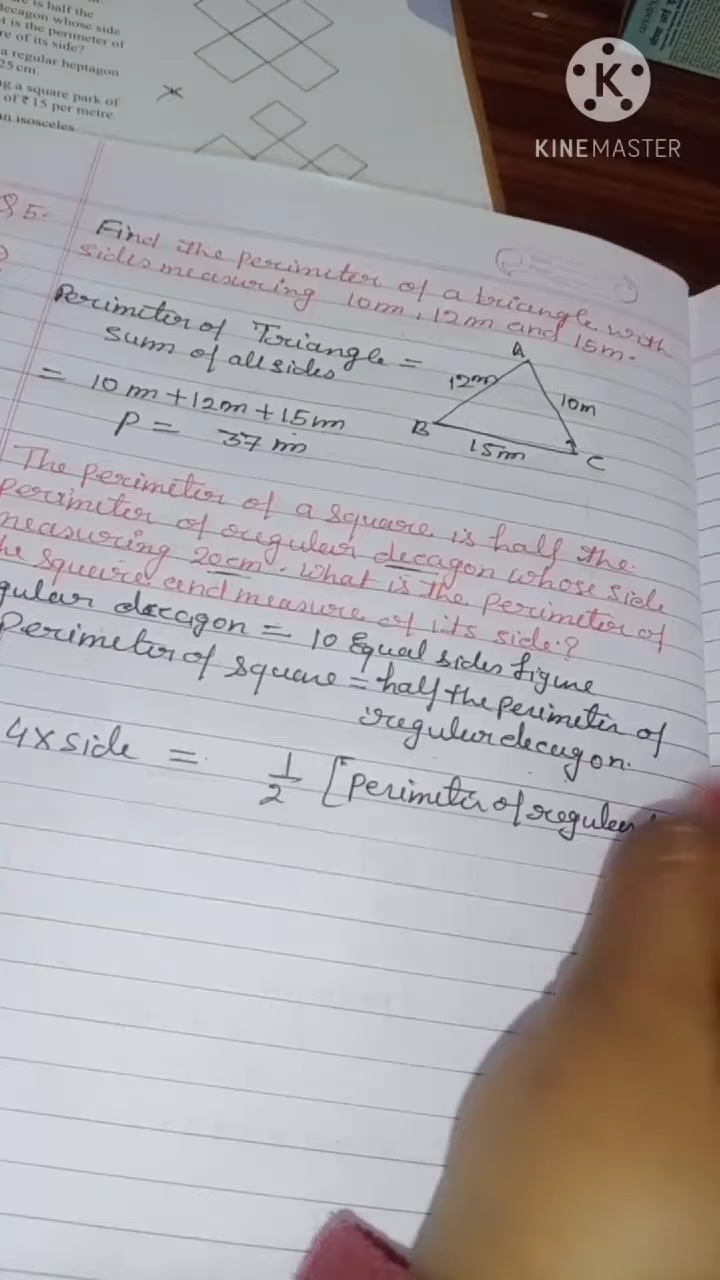 is half the
decagon whose side
t is the perimeter of
re of its side?
a regular heptagon
25 cm.
g a square park of
of ₹ 15 per metre
n isosceles
KINEMASTER
85.
Find the perimeter of a triangle with
sides measuring 10m, 12m and 15m.
Perimeter of Triangle =
sum of all sides
= 10m + 12m + 15m
P = 37 m
A
12m
10m
B
15m
C
The perimeter of a square is half the
perimeter of regular decagon whose side
measuring 20cm. What is the perimeter of
he square and measure of its side?
gular decagon = 10 Equal sides figure
Perimeter of square = half the perimeter of
regular decagon.
4 x side = 1/2 [perimeter of regular